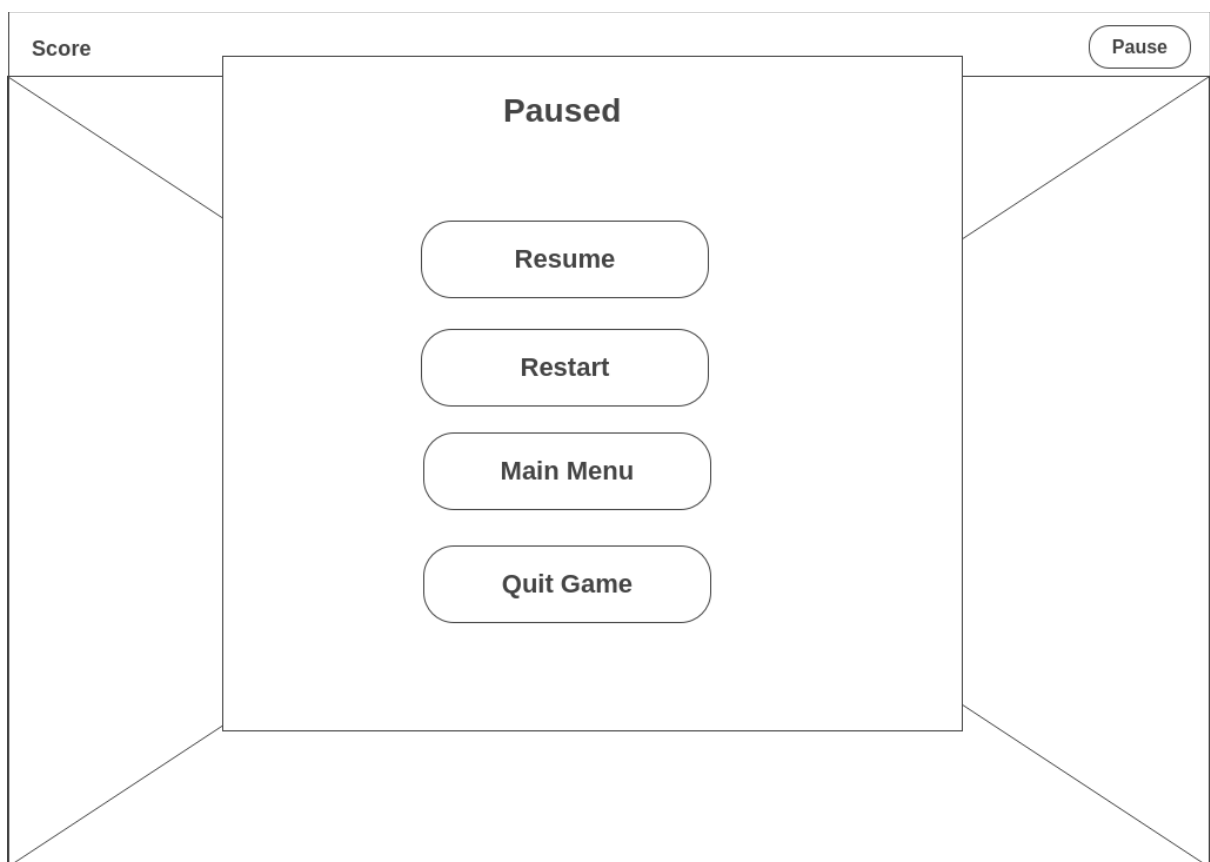 Score
Pause
Paused
Resume
Restart
Main Menu
Quit Game